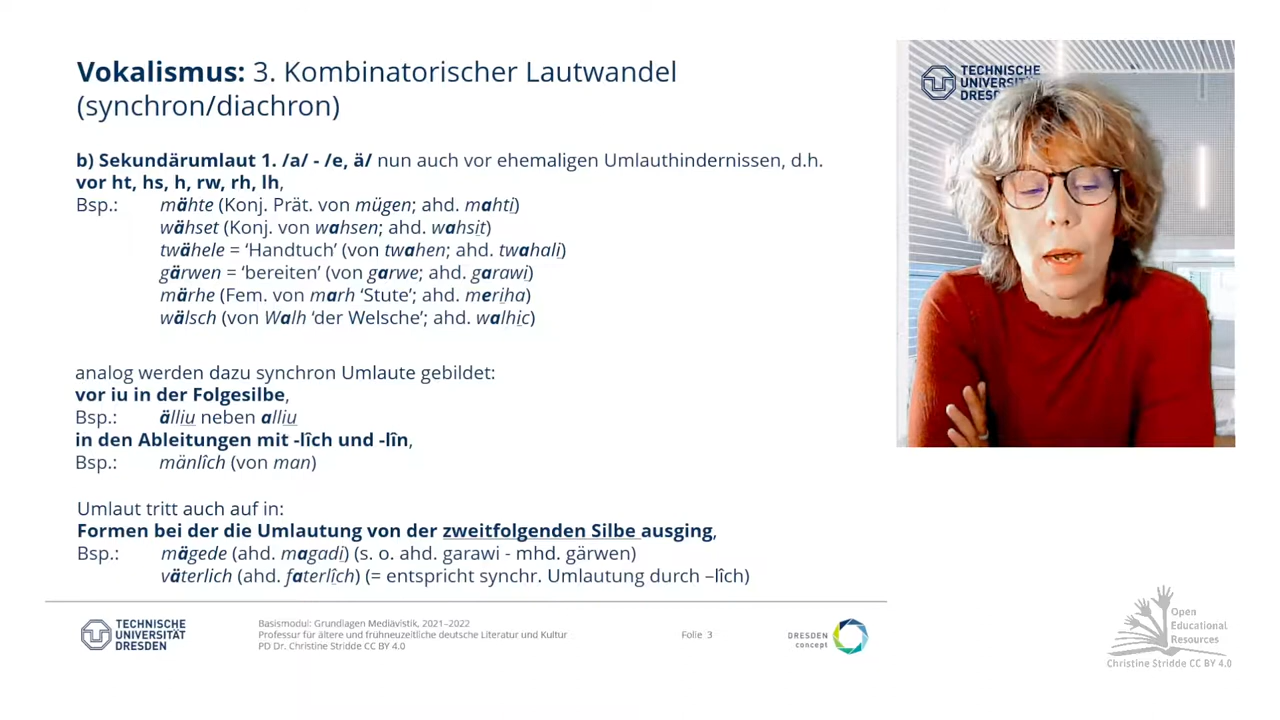 Vokalismus: 3. Kombinatorischer Lautwandel
(synchron/diachron)
b) Sekundärumlaut 1. /a/ - /e, ä/ nun auch vor ehemaligen Umlauthindernissen, d.h.
vor ht, hs, h, rw, rh, lh,
Bsp.: mähte (Konj. Prät. von mügen; ahd. mahti)
wähset (Konj. von wahsen; ahd. wahsit)
twähele = ‘Handtuch’ (von twahen; ahd. twahali)
gärwen = ‘bereiten’ (von garwe; ahd. garawi)
märhe (Fem. von marh ‘Stute’; ahd. meriha)
wälsch (von Walh ‘der Welsche’; ahd. walhic)
analog werden dazu synchron Umlaute gebildet:
vor iu in der Folgesilbe,
Bsp.: älliu neben alliu
in den Ableitungen mit -lîch und -lîn,
Bsp.: mänlîch (von man)
Umlaut tritt auch auf in:
Formen bei der die Umlautung von der zweitfolgenden Silbe ausging,
Bsp.: mägede (ahd. magadi) (s. o. ahd. garawi - mhd. gärwen)
väterlich (ahd. faterlîch) (= entspricht synchr. Umlautung durch –lîch)
TECHNISCHE
UNIVERSITÄT
DRESDEN
Basismodul: Grundlagen Mediävistik, 2021–2022
Professur für ältere und frühneuzeitliche deutsche Literatur und Kultur
PD Dr. Christine Stridde CC BY 4.0
Folie 3
DRESDEN
concept
TECHNISCHE
UNIVERSITÄT
Open
Educational
Resources
Christine Stridde CC BY 4.0